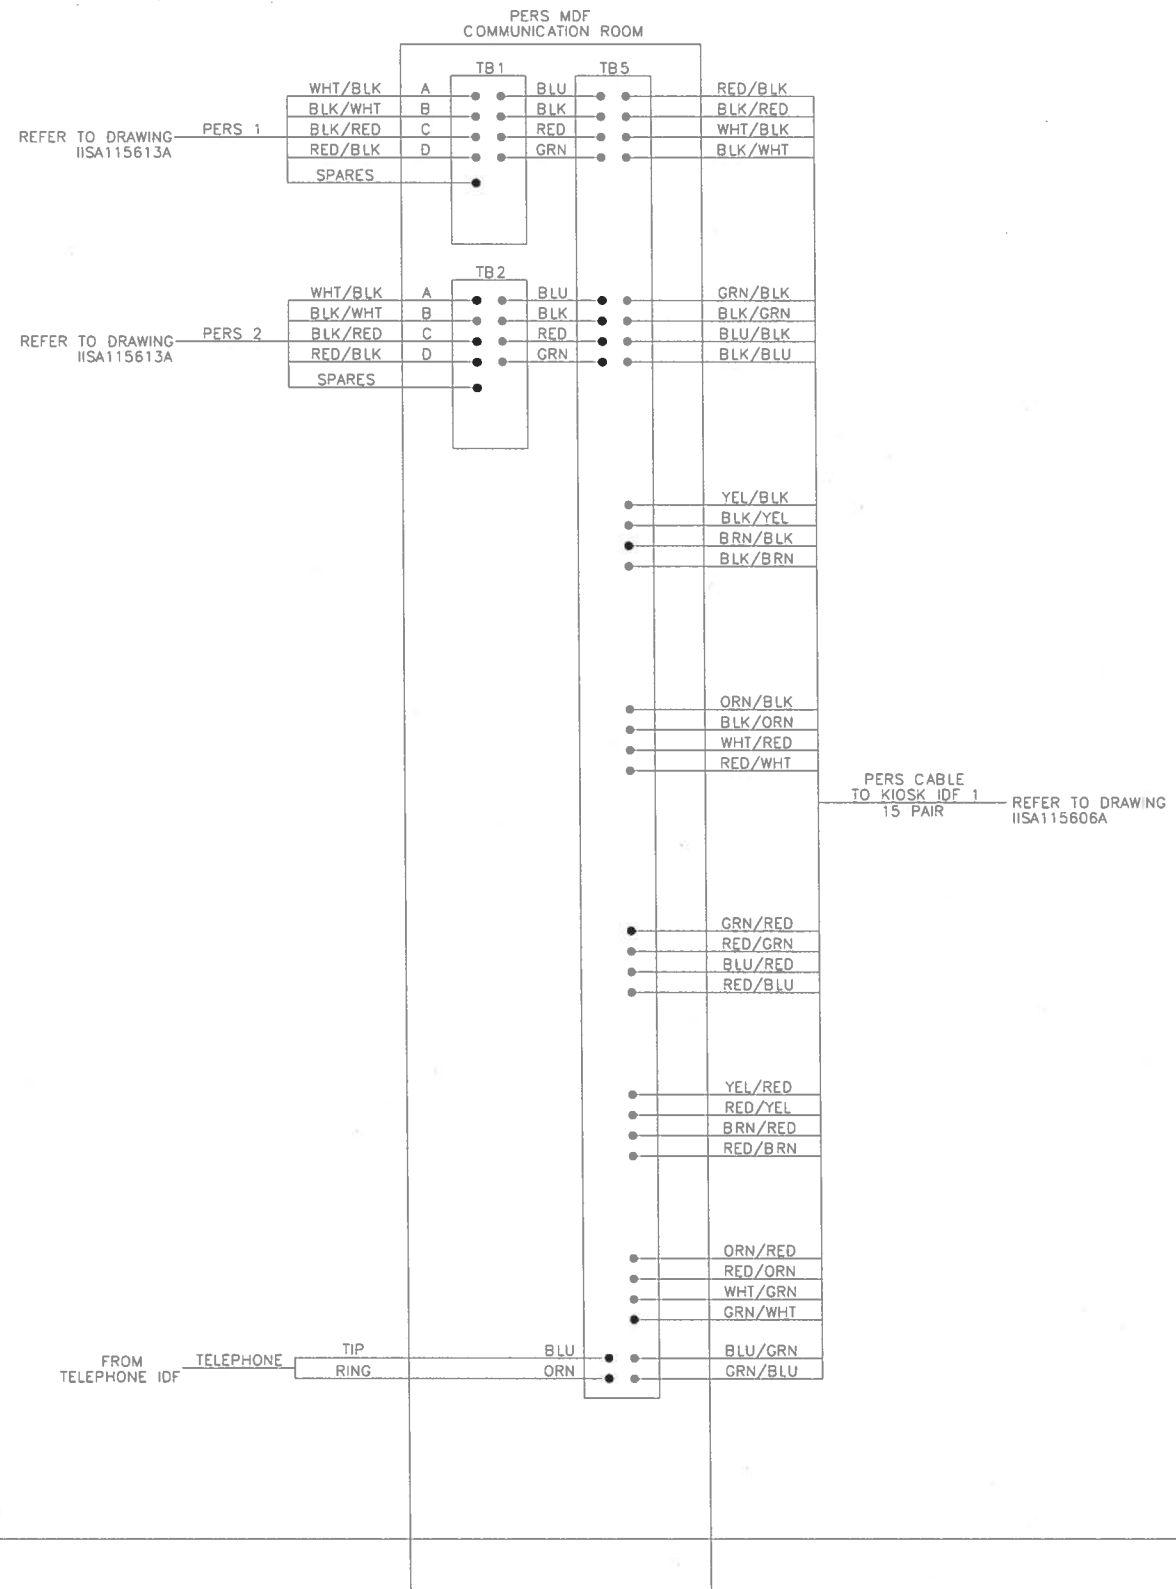 PERS MDF
COMMUNICATION ROOM
TB1
TB5
WHT/BLK A BLU RED/BLK
BLK/WHT B BLK BLK/RED
REFER TO DRAWING PERS 1 BLK/RED C RED WHT/BLK
IISA115613A RED/BLK D GRN BLK/WHT
SPARES
TB2
WHT/BLK A BLU GRN/BLK
BLK/WHT B BLK BLK/GRN
REFER TO DRAWING PERS 2 BLK/RED C RED BLU/BLK
IISA115613A RED/BLK D GRN BLK/BLU
SPARES
YEL/BLK
BLK/YEL
BRN/BLK
BLK/BRN
ORN/BLK
BLK/ORN
WHT/RED
RED/WHT
PERS CABLE
TO KIOSK IDF 1
15 PAIR
REFER TO DRAWING
IISA115606A
GRN/RED
RED/GRN
BLU/RED
RED/BLU
YEL/RED
RED/YEL
BRN/RED
RED/BRN
ORN/RED
RED/ORN
WHT/GRN
GRN/WHT
FROM
TELEPHONE IDF
TELEPHONE
TIP BLU BLU/GRN
RING ORN GRN/BLU